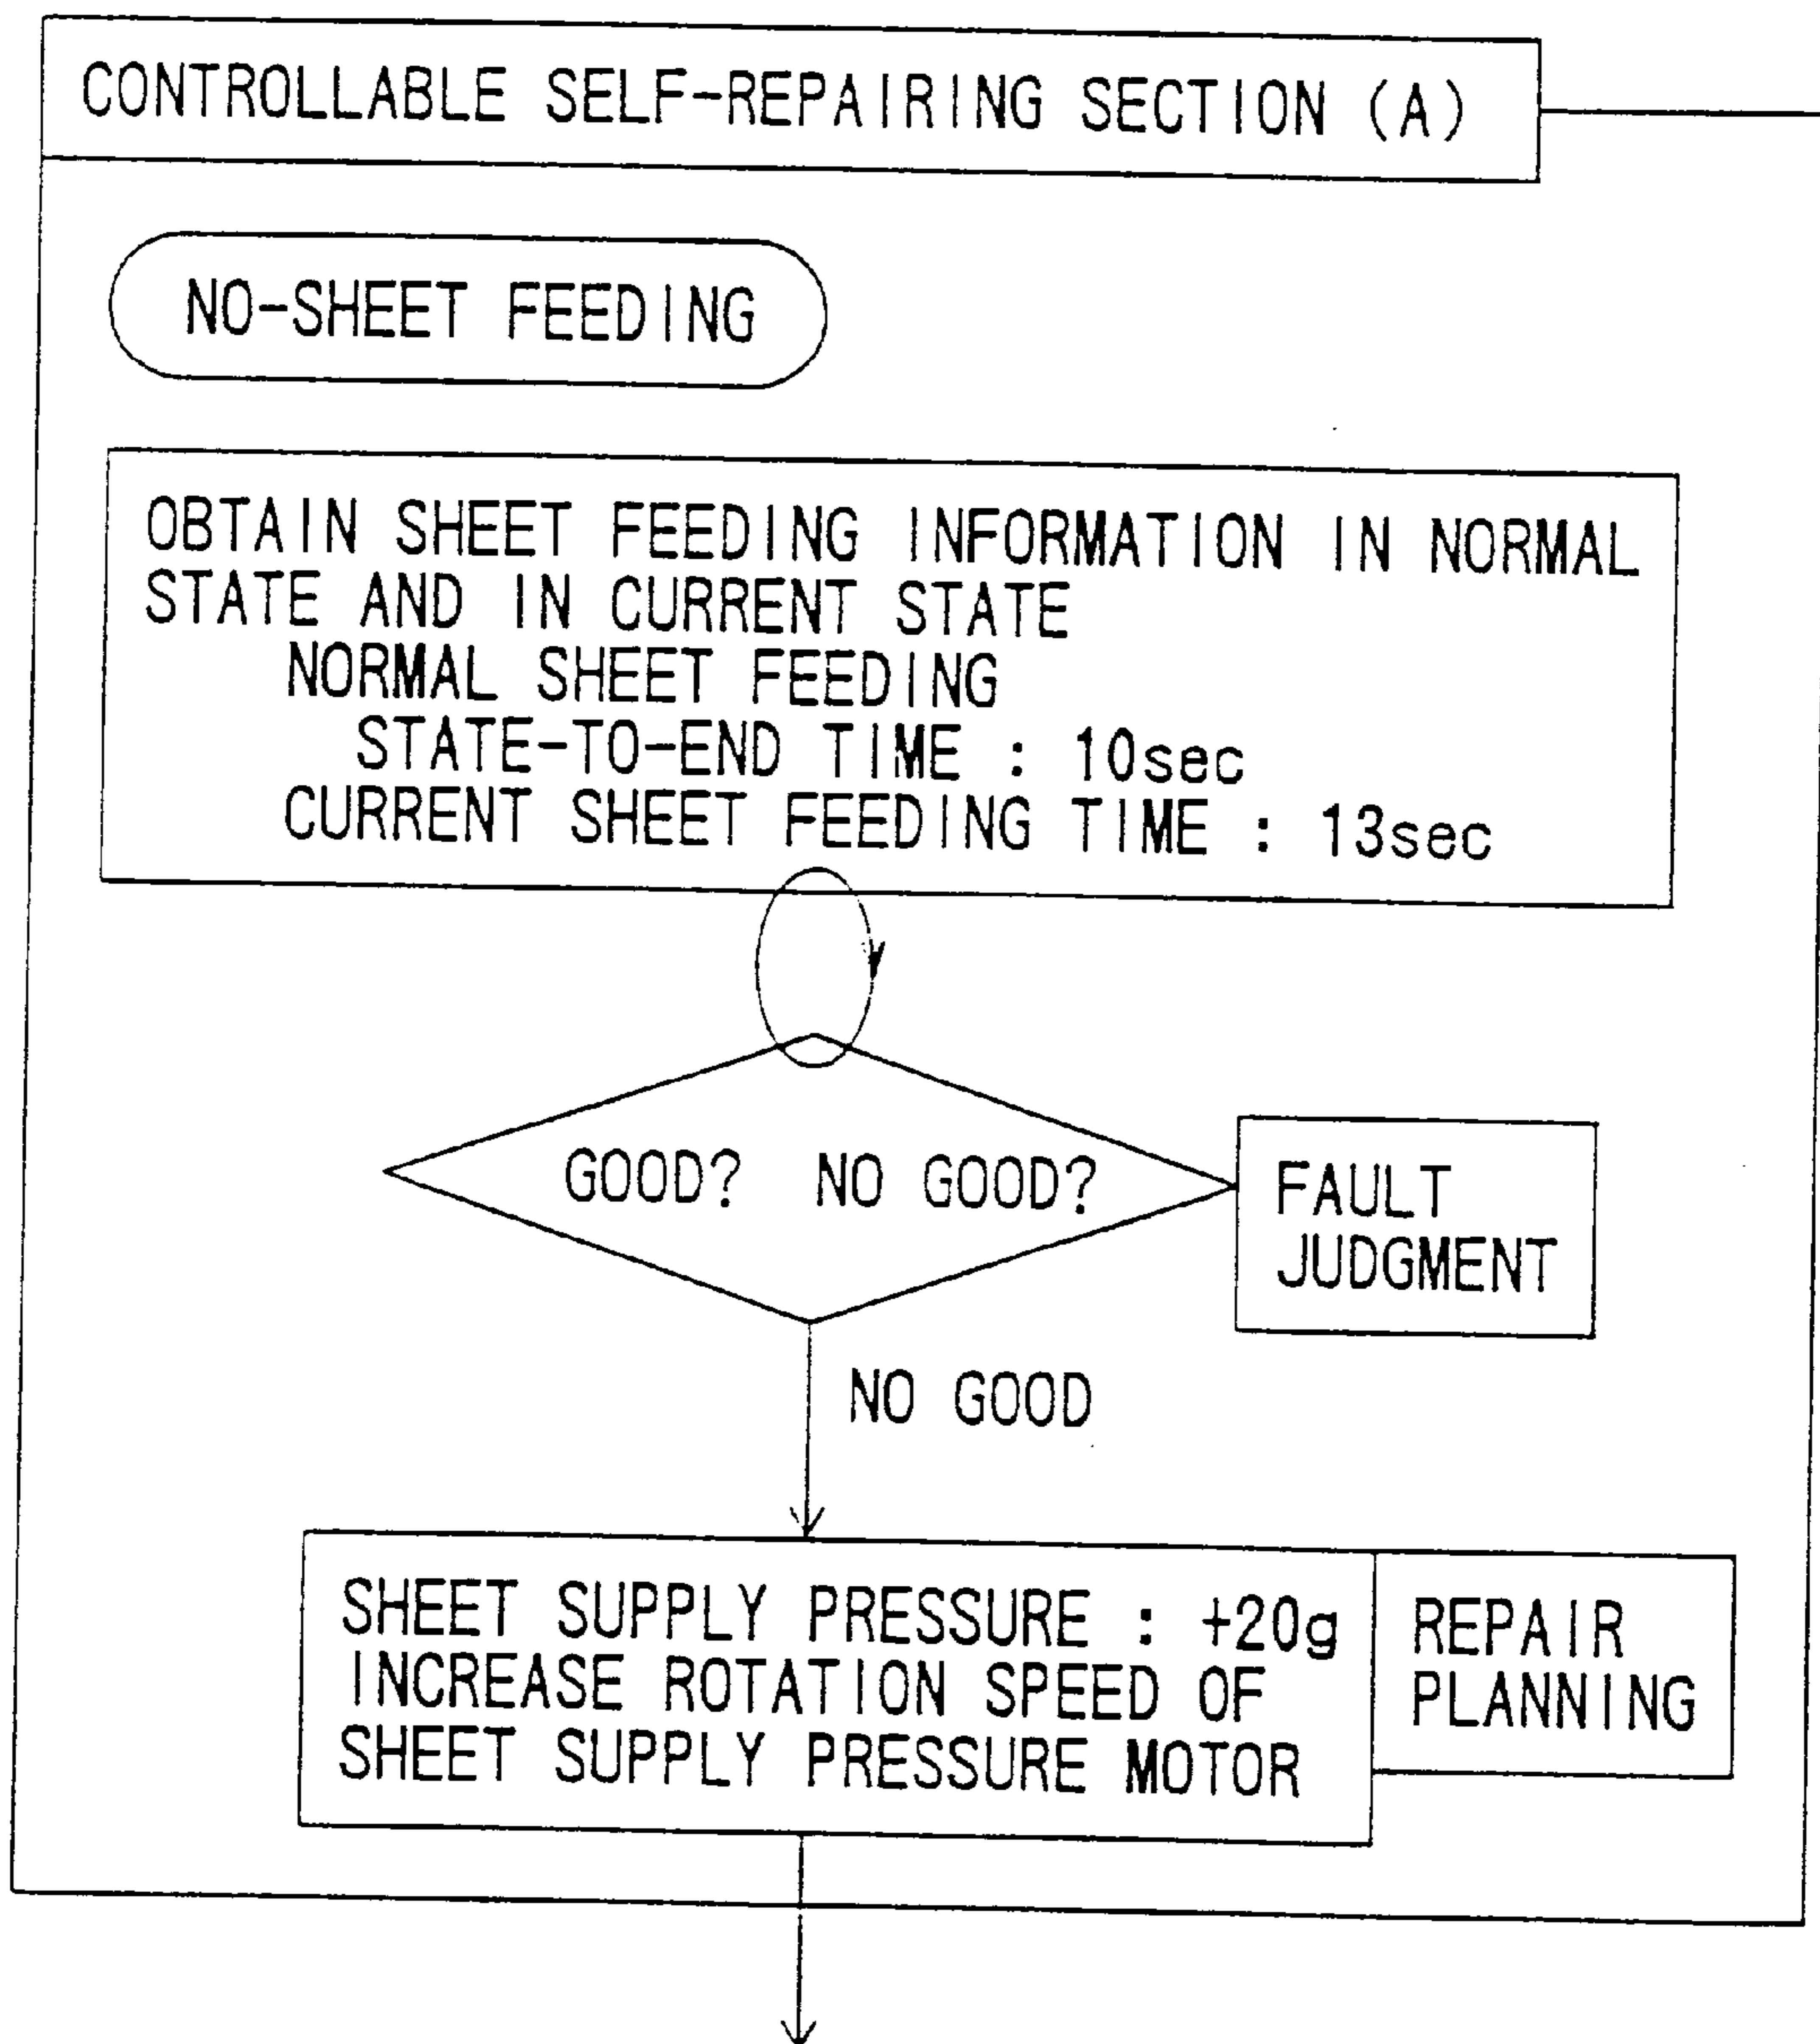 CONTROLLABLE SELF-REPAIRING SECTION (A)
NO-SHEET FEEDING
OBTAIN SHEET FEEDING INFORMATION IN NORMAL
STATE AND IN CURRENT STATE
NORMAL SHEET FEEDING
STATE-TO-END TIME : 10sec
CURRENT SHEET FEEDING TIME : 13sec
GOOD? NO GOOD?
FAULT
JUDGMENT
NO GOOD
SHEET SUPPLY PRESSURE : +20g
INCREASE ROTATION SPEED OF
SHEET SUPPLY PRESSURE MOTOR
REPAIR
PLANNING